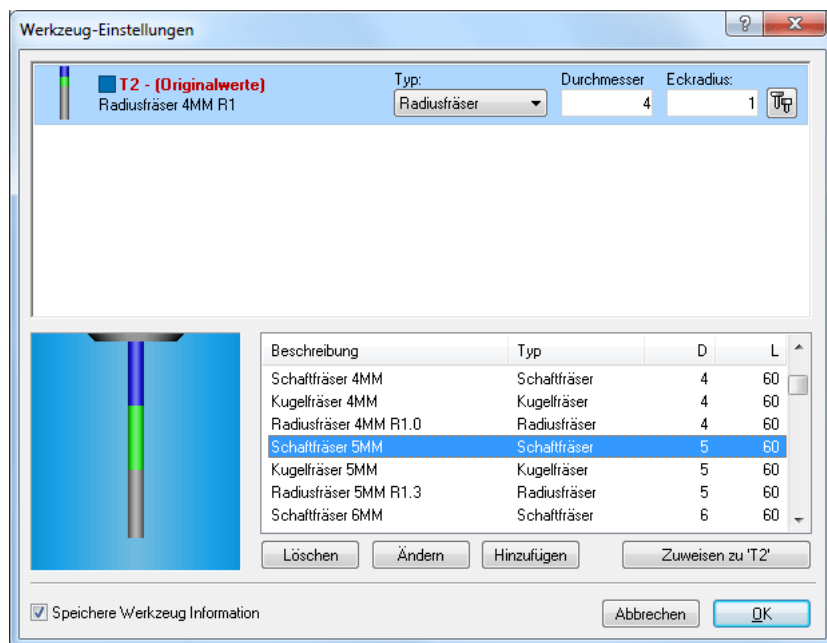 Werkzeug-Einstellungen
T2 - (Originalwerte)
Radiusfräser 4MM R1
Typ:
Radiusfräser
Durchmesser
4
Eckradius:
1
Beschreibung Typ D L
Schaftfräser 4MM Schaftfräser 4 60
Kugelfräser 4MM Kugelfräser 4 60
Radiusfräser 4MM R1.0 Radiusfräser 4 60
Schaftfräser 5MM Schaftfräser 5 60
Kugelfräser 5MM Kugelfräser 5 60
Radiusfräser 5MM R1.3 Radiusfräser 5 60
Schaftfräser 6MM Schaftfräser 6 60
Löschen Ändern Hinzufügen Zuweisen zu 'T2'
Speichere Werkzeug Information
Abbrechen OK